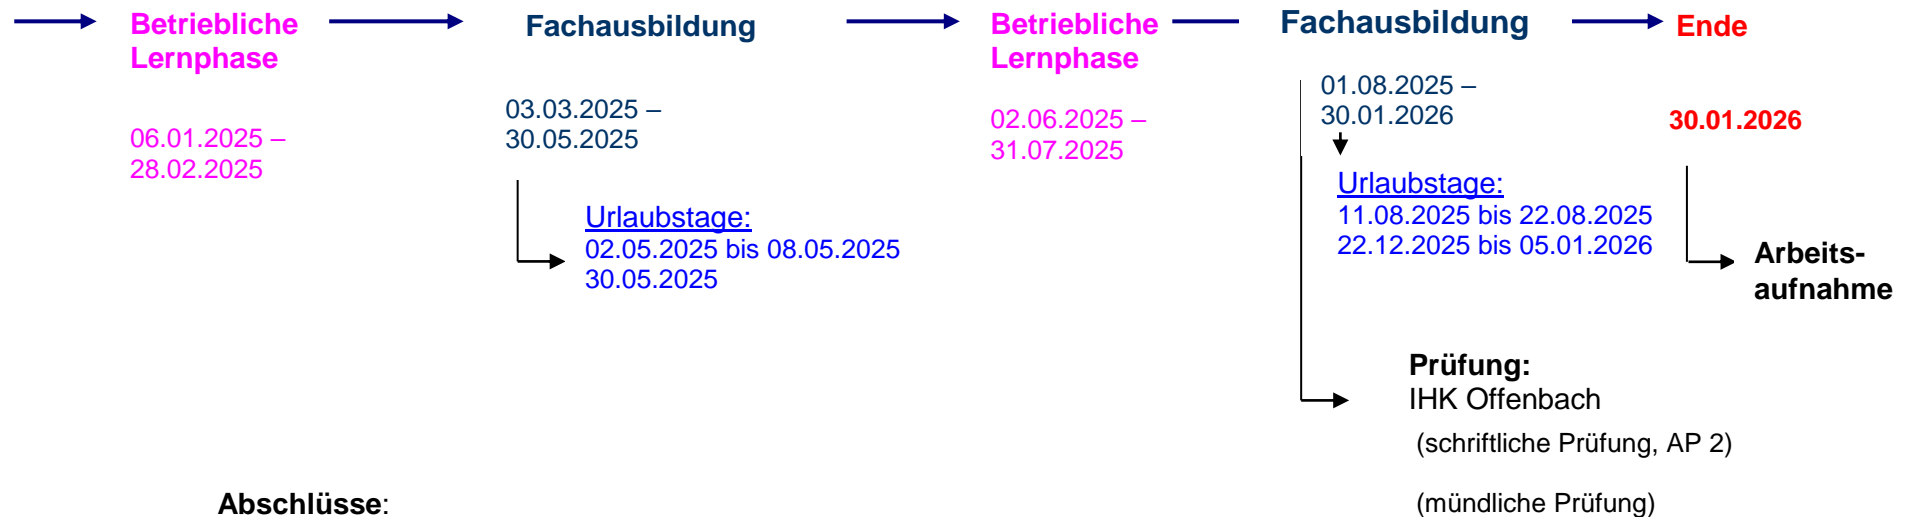 Betriebliche
Lernphase
06.01.2025 –
28.02.2025
Fachausbildung
03.03.2025 –
30.05.2025
Urlaubstage:
02.05.2025 bis 08.05.2025
30.05.2025
Betriebliche
Lernphase
02.06.2025 –
31.07.2025
Fachausbildung
01.08.2025 –
30.01.2026
Urlaubstage:
11.08.2025 bis 22.08.2025
22.12.2025 bis 05.01.2026
Ende
30.01.2026
Arbeits-
aufnahme
Prüfung:
IHK Offenbach
(schriftliche Prüfung, AP 2)
(mündliche Prüfung)
Abschlüsse: